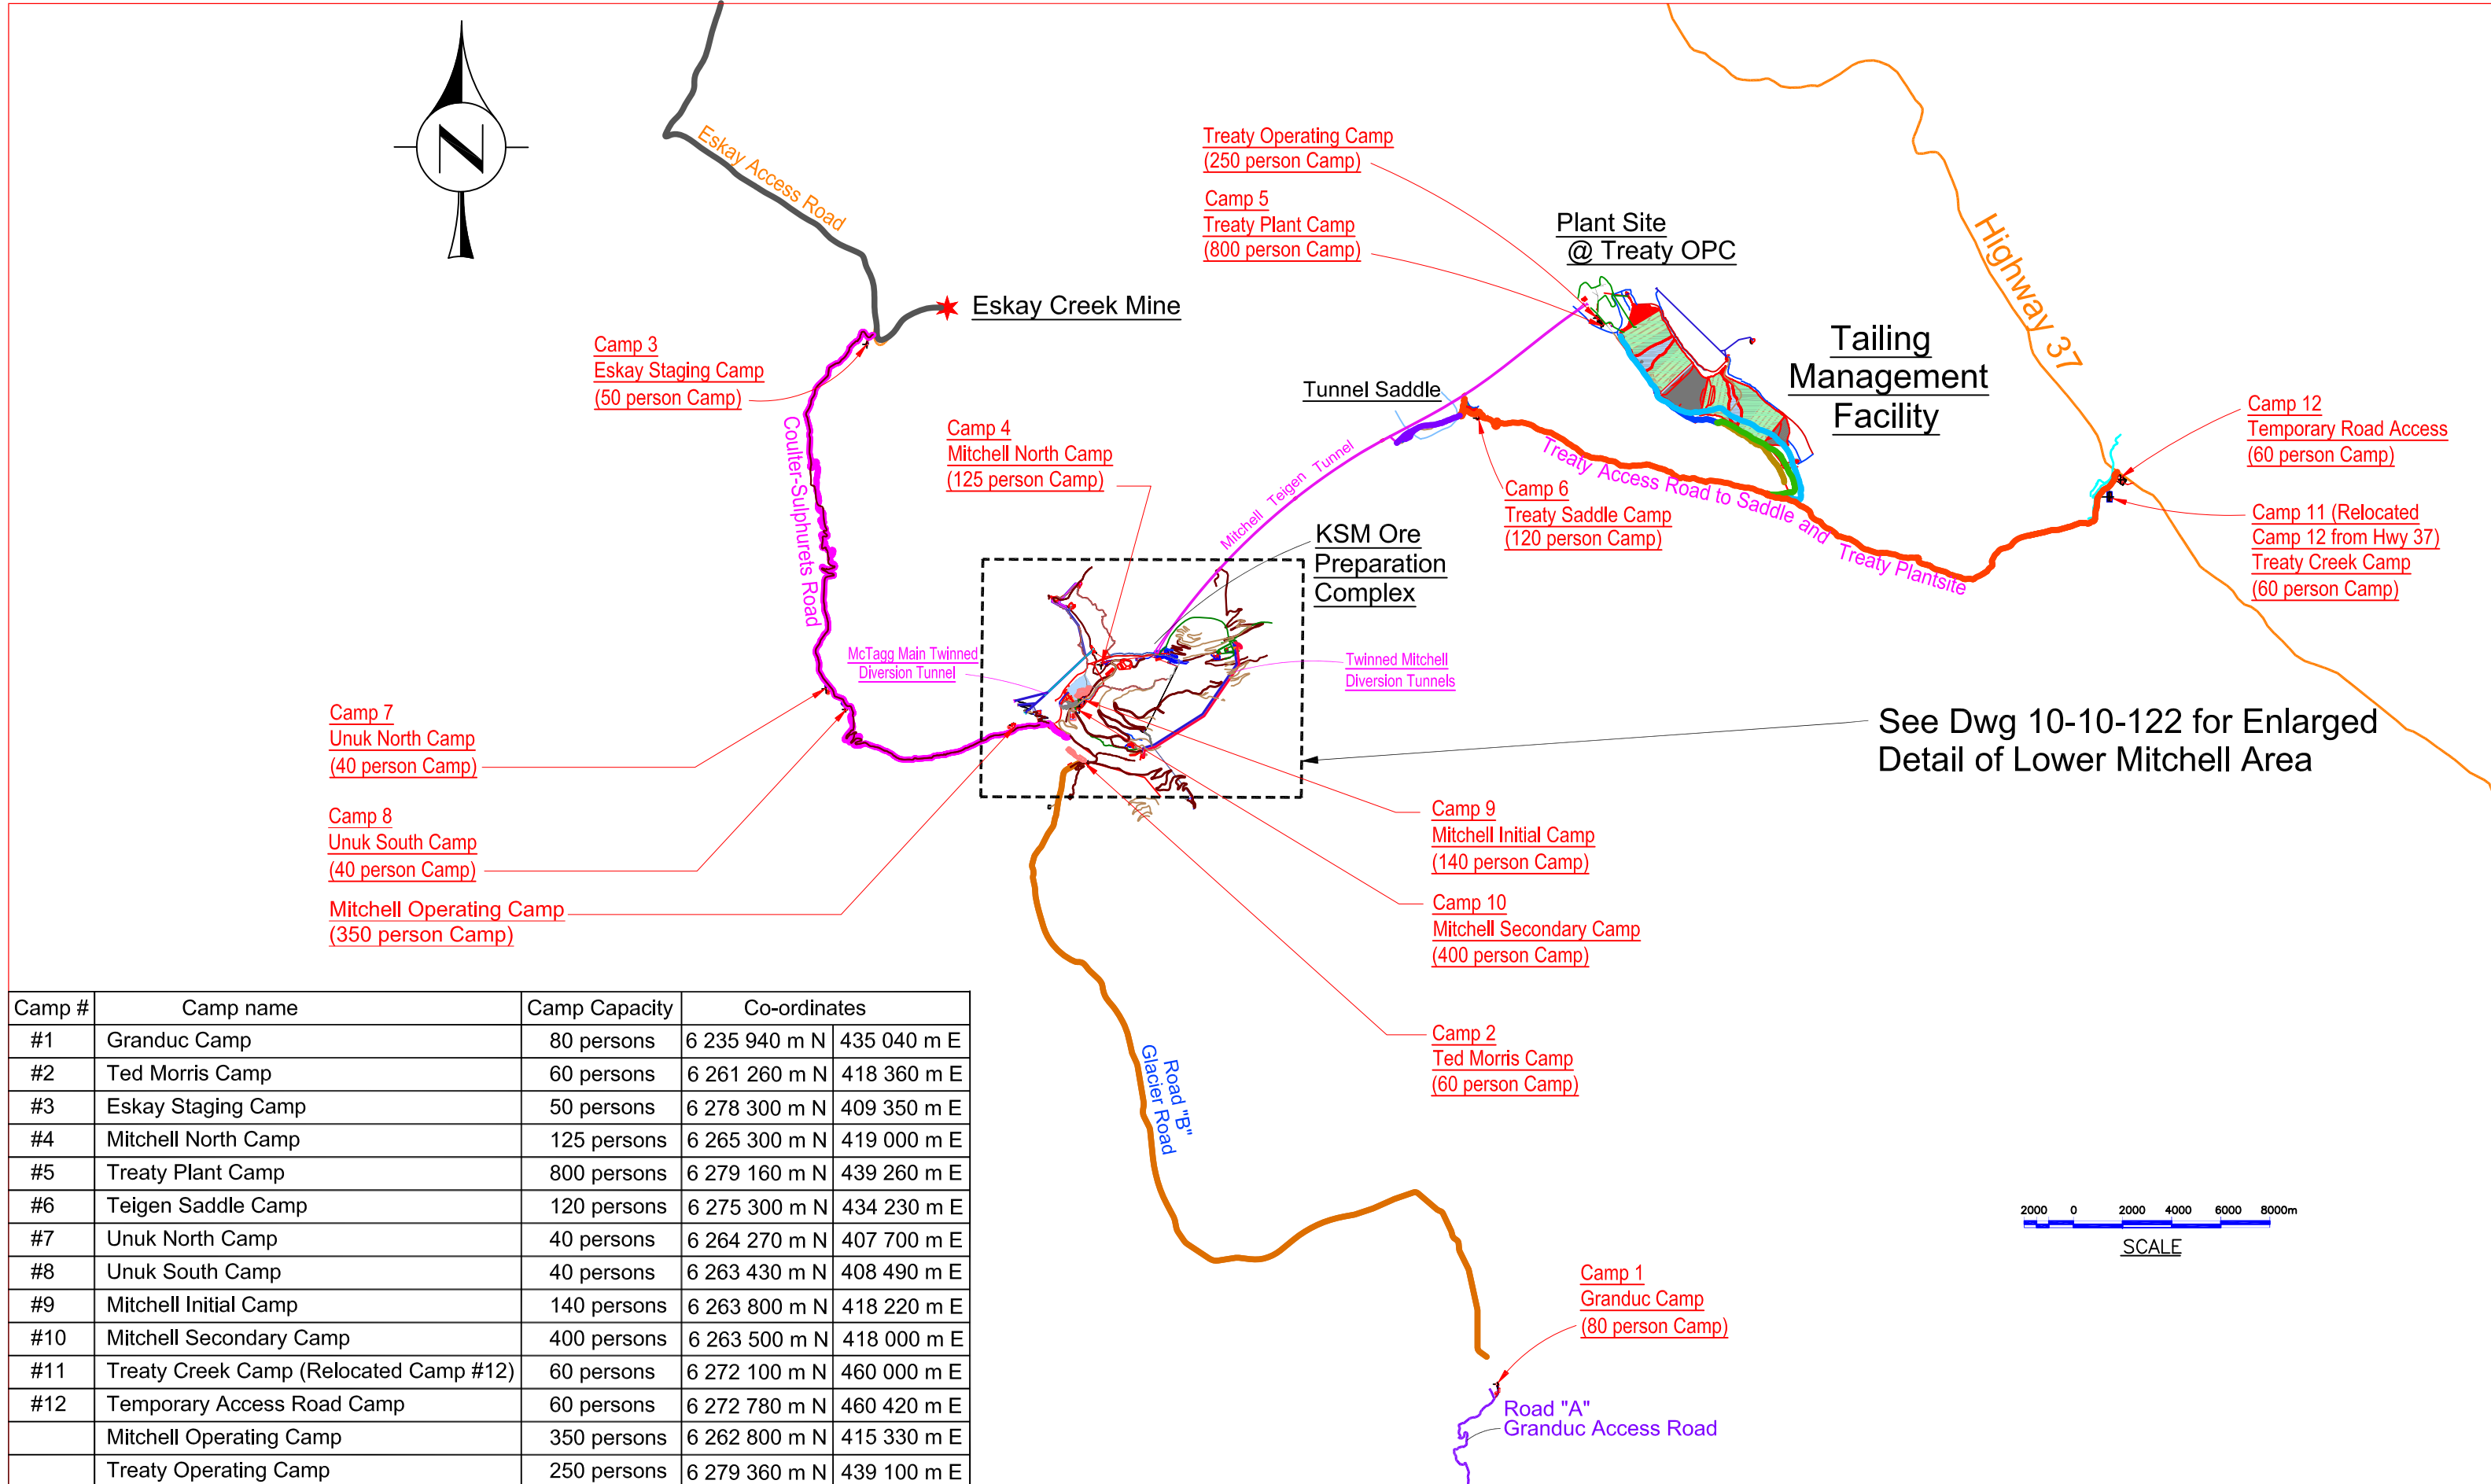 N
Eskay Access Road
Eskay Creek Mine
Camp 3
Eskay Staging Camp
(50 person Camp)
Coulter-Sulphurets Road
Camp 4
Mitchell North Camp
(125 person Camp)
Treaty Operating Camp
(250 person Camp)
Camp 5
Treaty Plant Camp
(800 person Camp)
Plant Site
@ Treaty OPC
Tunnel Saddle
Mitchell Teigen Tunnel
Tailing
Management
Facility
Highway 37
Camp 12
Temporary Road Access
(60 person Camp)
Camp 11 (Relocated
Camp 12 from Hwy 37)
Treaty Creek Camp
(60 person Camp)
Camp 6
Treaty Saddle Camp
(120 person Camp)
Treaty Access Road to Saddle and Treaty Plantsite
KSM Ore
Preparation
Complex
McTagg Main Twinned
Diversion Tunnel
Twinned Mitchell
Diversion Tunnels
See Dwg 10-10-122 for Enlarged
Detail of Lower Mitchell Area
Camp 7
Unuk North Camp
(40 person Camp)
Camp 8
Unuk South Camp
(40 person Camp)
Mitchell Operating Camp
(350 person Camp)
Camp 9
Mitchell Initial Camp
(140 person Camp)
Camp 10
Mitchell Secondary Camp
(400 person Camp)
Camp 2
Ted Morris Camp
(60 person Camp)
Road "B"
Glacier Road
Camp 1
Granduc Camp
(80 person Camp)
Road "A"
Granduc Access Road
2000 0 2000 4000 6000 8000m
SCALE
Camp # Camp name Camp Capacity Co-ordinates
#1 Granduc Camp 80 persons 6 235 940 m N 435 040 m E
#2 Ted Morris Camp 60 persons 6 261 260 m N 418 360 m E
#3 Eskay Staging Camp 50 persons 6 278 300 m N 409 350 m E
#4 Mitchell North Camp 125 persons 6 265 300 m N 419 000 m E
#5 Treaty Plant Camp 800 persons 6 279 160 m N 439 260 m E
#6 Teigen Saddle Camp 120 persons 6 275 300 m N 434 230 m E
#7 Unuk North Camp 40 persons 6 264 270 m N 407 700 m E
#8 Unuk South Camp 40 persons 6 263 430 m N 408 490 m E
#9 Mitchell Initial Camp 140 persons 6 263 800 m N 418 220 m E
#10 Mitchell Secondary Camp 400 persons 6 263 500 m N 418 000 m E
#11 Treaty Creek Camp (Relocated Camp #12) 60 persons 6 272 100 m N 460 000 m E
#12 Temporary Access Road Camp 60 persons 6 272 780 m N 460 420 m E
Mitchell Operating Camp 350 persons 6 262 800 m N 415 330 m E
Treaty Operating Camp 250 persons 6 279 360 m N 439 100 m E